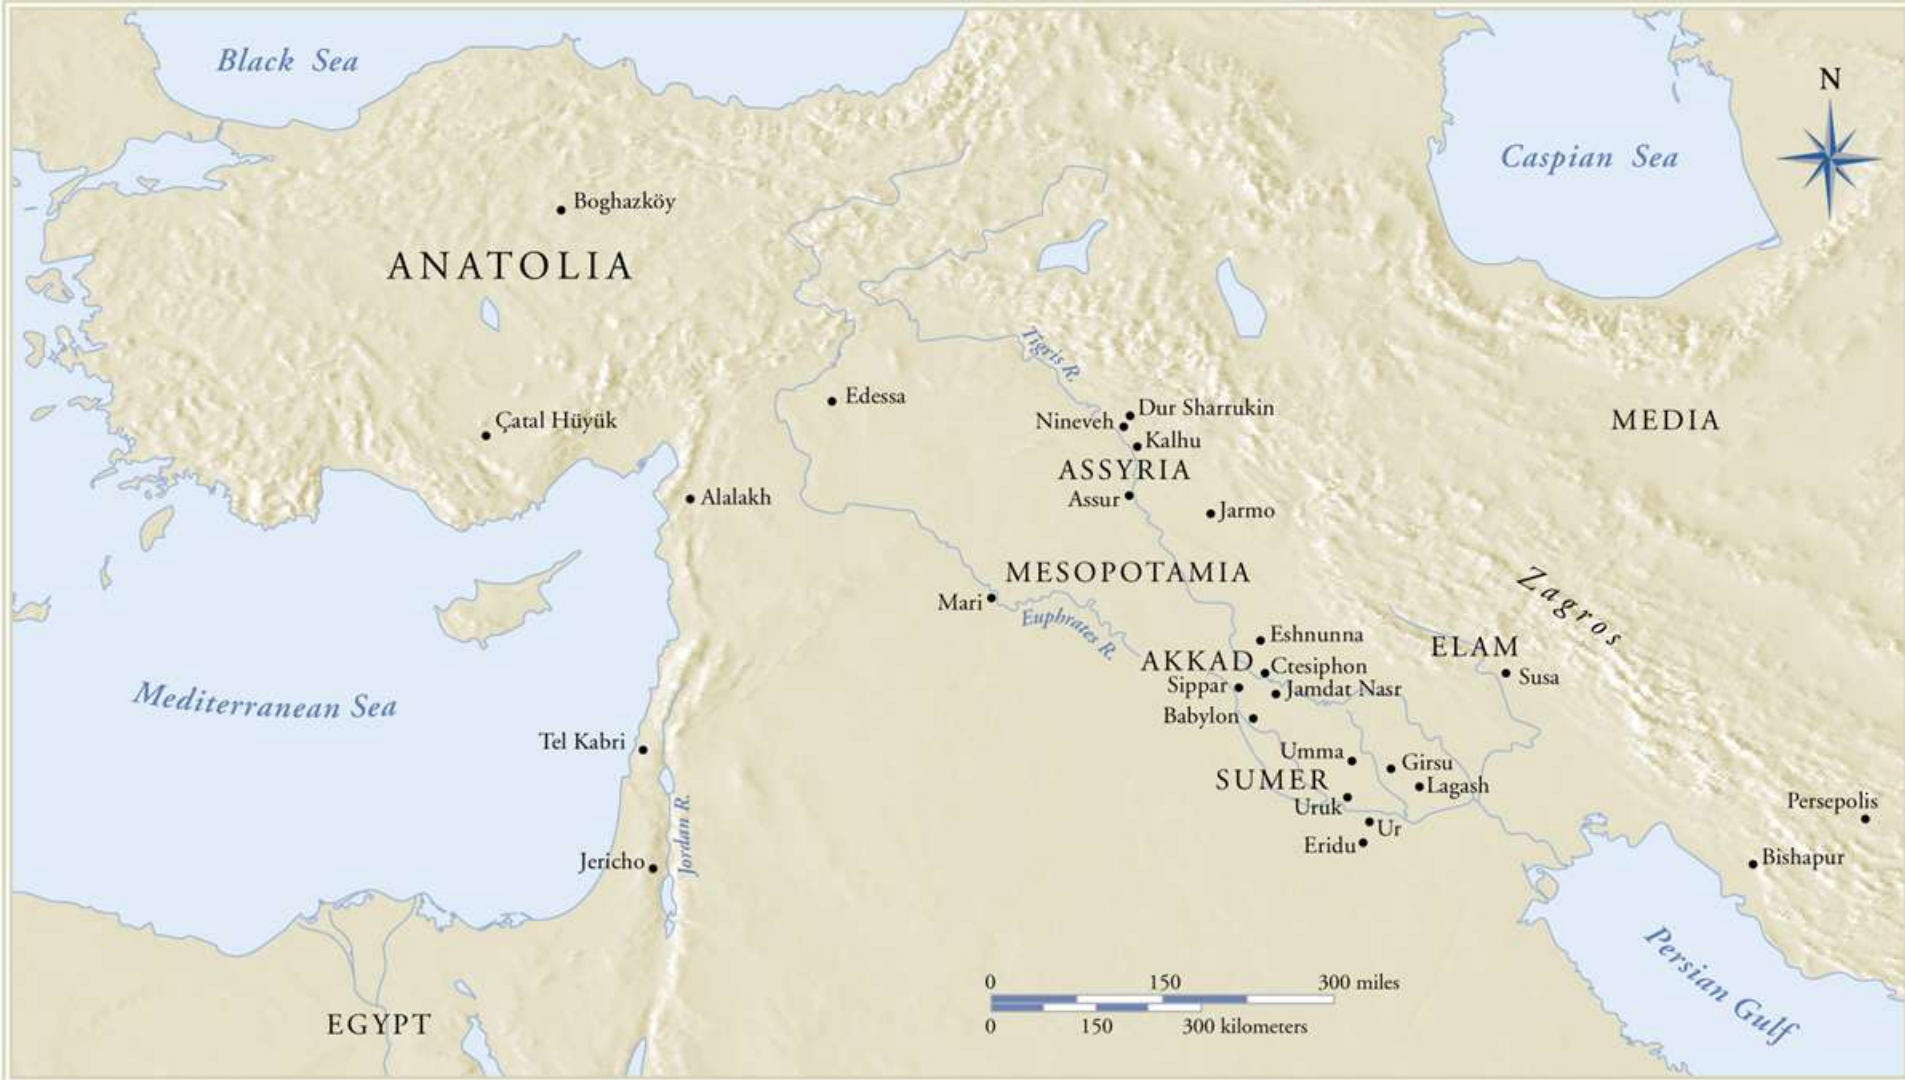 Black Sea
N
Caspian Sea
Boghazköy
ANATOLIA
Tigris R.
Edessa
Dur Sharrukin
Nineveh
Çatal Hüyük
MEDIA
Kalhu
ASSYRIA
Alalakh
Assur
Jarmo
MESOPOTAMIA
Zagros
Mari
Euphrates R.
Eshnunna
ELAM
AKKAD
Ctesiphon
Susa
Sippar
Jamdat Nasr
Mediterranean Sea
Babylon
Tel Kabri
Umma
Girsu
SUMER
Lagash
Uruk
Persepolis
Ur
Jordan R.
Eridu
Bishapur
Jericho
Persian Gulf
0 150 300 miles
0 150 300 kilometers
EGYPT